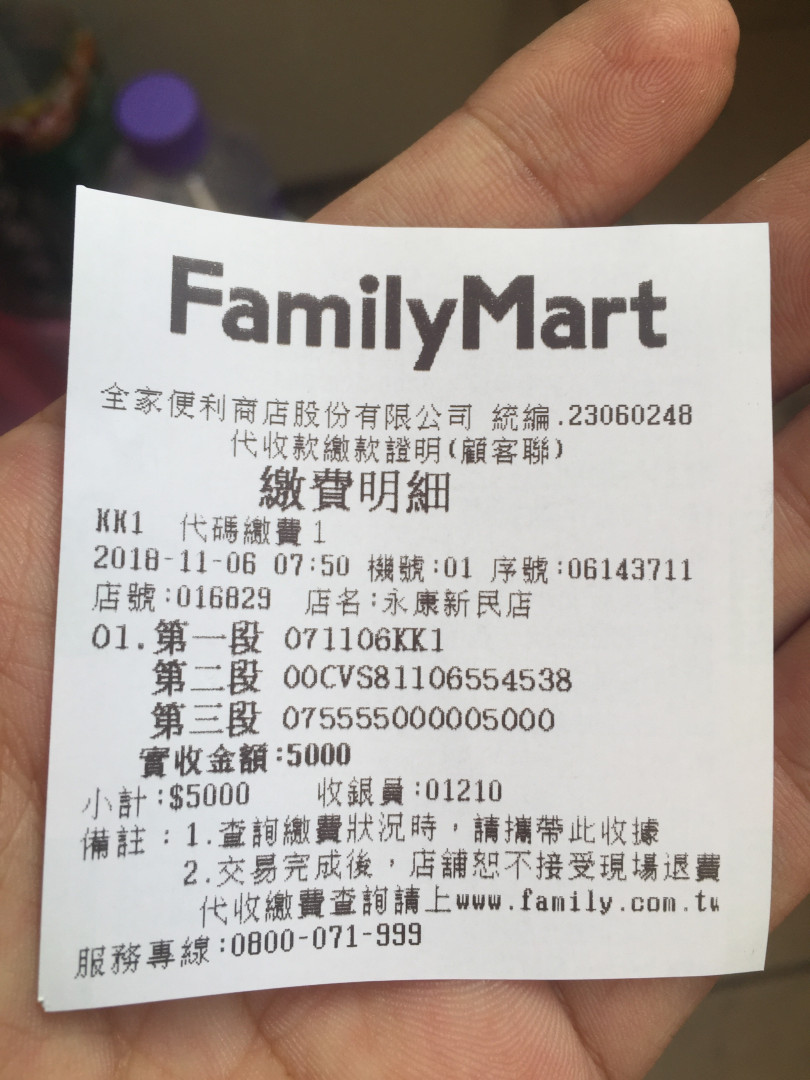 FamilyMart
全家便利商店股份有限公司 統編.23060248
代收款繳款證明(顧客聯)
繳費明細
KK1 代碼繳費1
2018-11-06 07:50 機號:01 序號:06143711
店號:016829 店名:永康新民店
01.第一段 071106KK1
第二段 00CVS81106554538
第三段 075555000005000
實收金額:5000
小計:$5000 收銀員:01210
備註:1.查詢繳費狀況時,請攜帶此收據
2.交易完成後,店舖恕不接受現場退費
代收繳費查詢請上www.family.com.tw
服務專線:0800-071-999